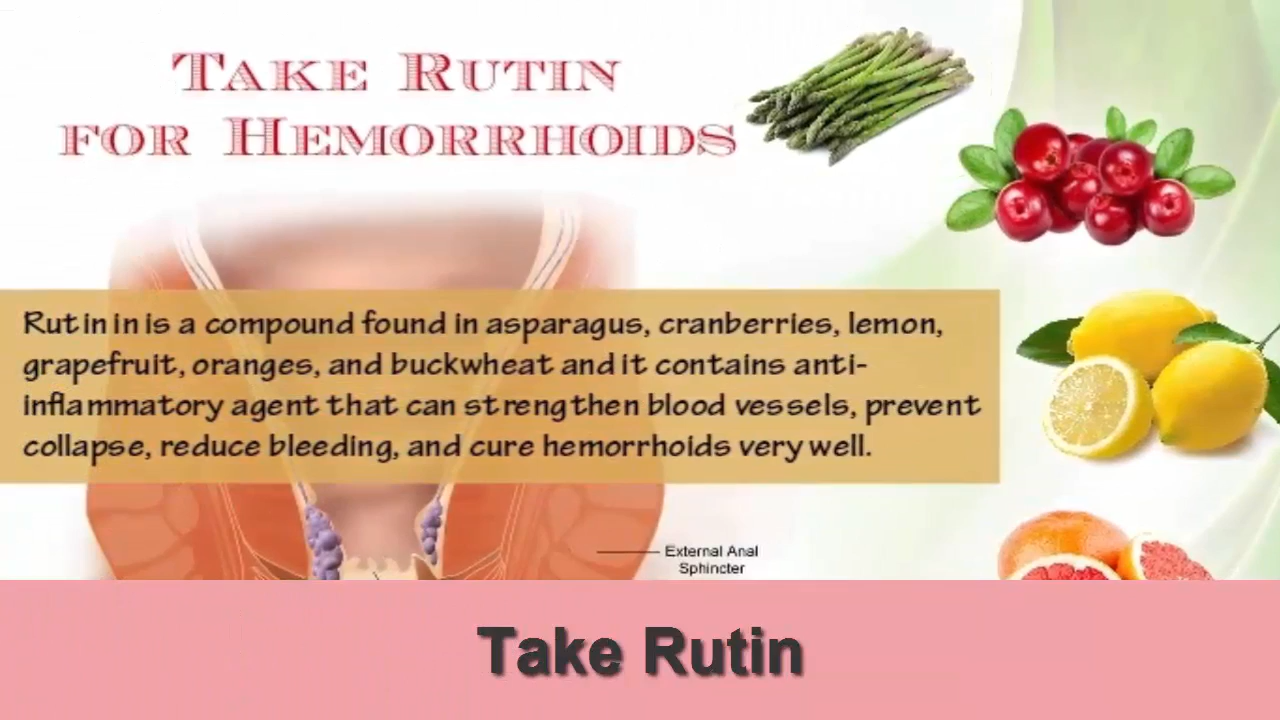 TAKE RUTIN
FOR HEMORRHOIDS
Rutin in is a compound found in asparagus, cranberries, lemon,
grapefruit, oranges, and buckwheat and it contains anti-
inflammatory agent that can strengthen blood vessels, prevent
collapse, reduce bleeding, and cure hemorrhoids very well.
External Anal
Sphincter
Take Rutin